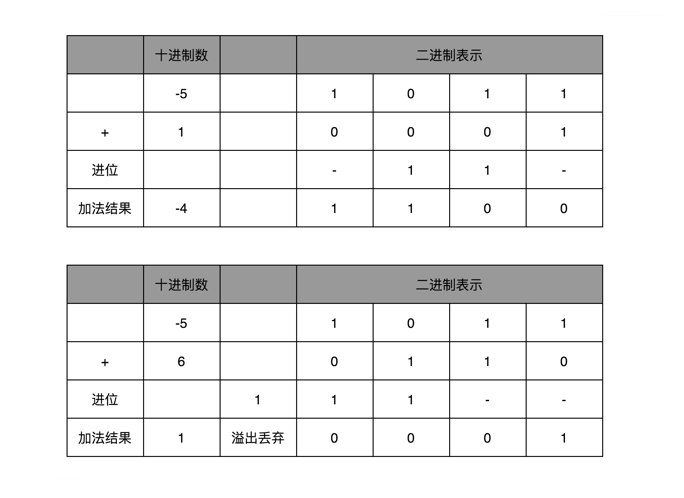 十进制数 二进制表示
-5 1 0 1 1
+ 1 0 0 0 1
进位 - 1 1 -
加法结果 -4 1 1 0 0
十进制数 二进制表示
-5 1 0 1 1
+ 6 0 1 1 0
进位 1 1 1 - -
加法结果 1 溢出丢弃 0 0 0 1